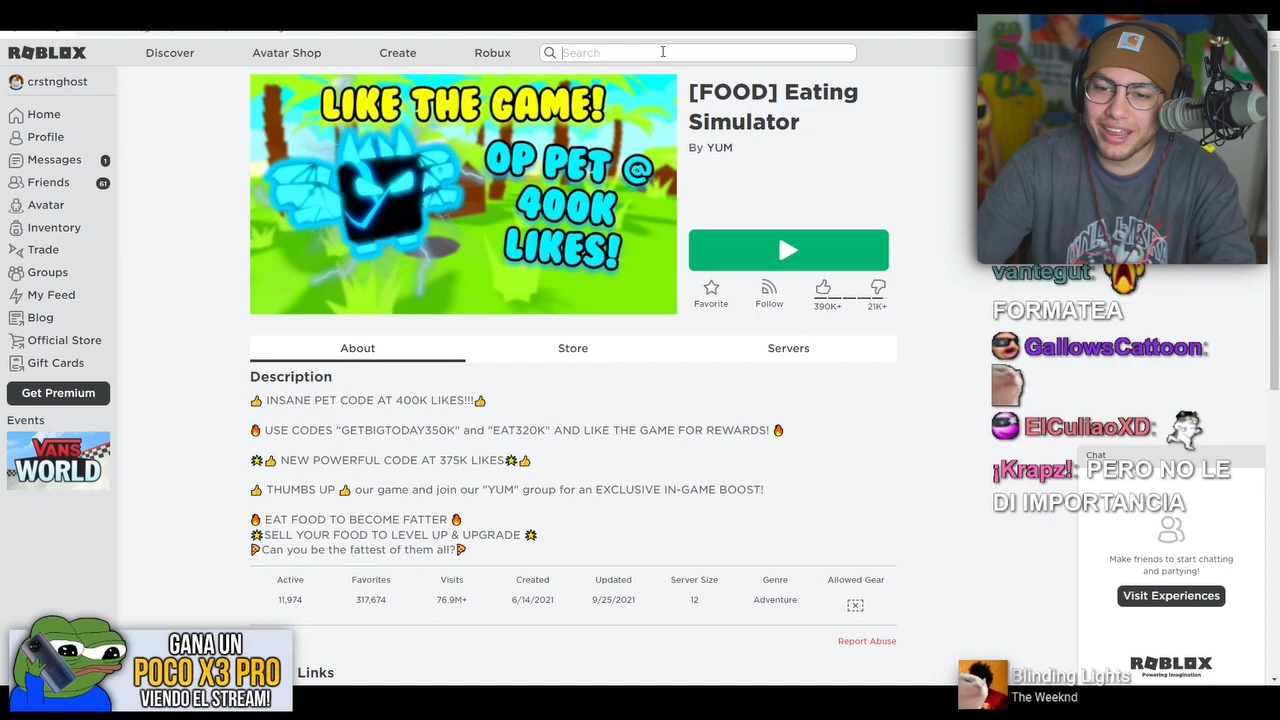 ROBLOX
Discover
Avatar Shop
Create
Robux
Search
crstnghost
Home
Profile
Messages 1
Friends 61
Avatar
Inventory
Trade
Groups
My Feed
Blog
Official Store
Gift Cards
Get Premium
Events
VANS
WORLD
LIKE THE GAME!
OP PET @
400K
LIKES!
[FOOD] Eating
Simulator
By YUM
Favorite
Follow
390K+
21K+
About
Store
Servers
Description
👍 INSANE PET CODE AT 400K LIKES!!!👍
🔥 USE CODE "GETBIGTODAY350K" and "EAT320K" AND LIKE THE GAME FOR REWARDS! 🔥
💥👍 NEW POWERFUL CODE AT 375K LIKES💥👍
👍 THUMBS UP 👍 our game and join our "YUM" group for an EXCLUSIVE IN-GAME BOOST!
🔥 EAT FOOD TO BECOME FATTER 🔥
💥SELL YOUR FOOD TO LEVEL UP & UPGRADE 💥
🍕Can you be the fattest of them all?🍕
Active Favorites Visits Created Updated Server Size Genre Allowed Gear
11,974 317,674 76.9M+ 6/14/2021 9/25/2021 12 Adventure
Report Abuse
Links
GANA UN
POCO X3 PRO
VIENDO EL STREAM!
carhartt
vantegut:
FORMATEA
GallowsCattoon:
ElCuliaoXD:
¡Krapz!: PERO NO LE
DI IMPORTANCIA
Chat
Make friends to start chatting
and partying!
Visit Experiences
ROBLOX
Powering Imagination
Blinding Lights
The Weeknd